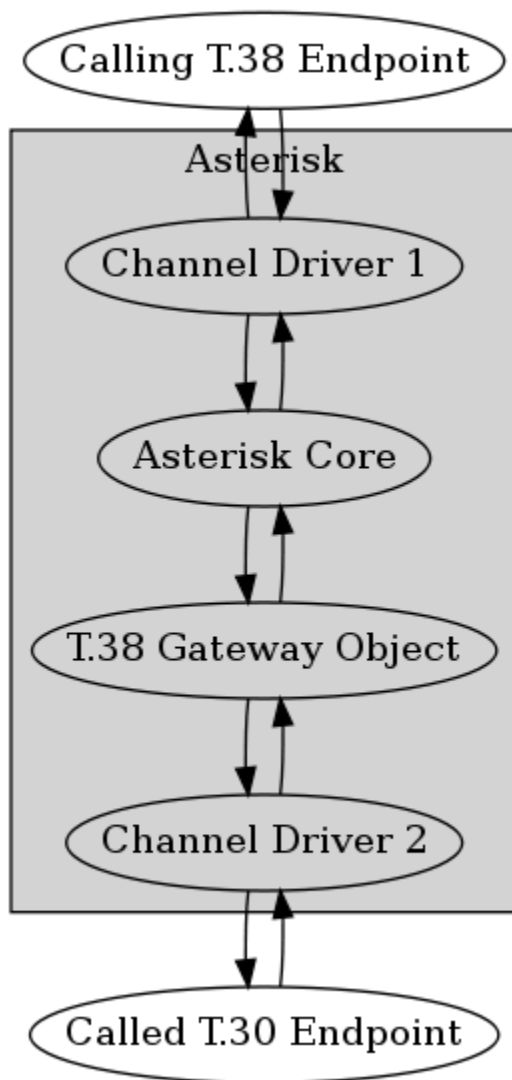 Calling T.38 Endpoint
Asterisk
Channel Driver 1
Asterisk Core
T.38 Gateway Object
Channel Driver 2
Called T.30 Endpoint